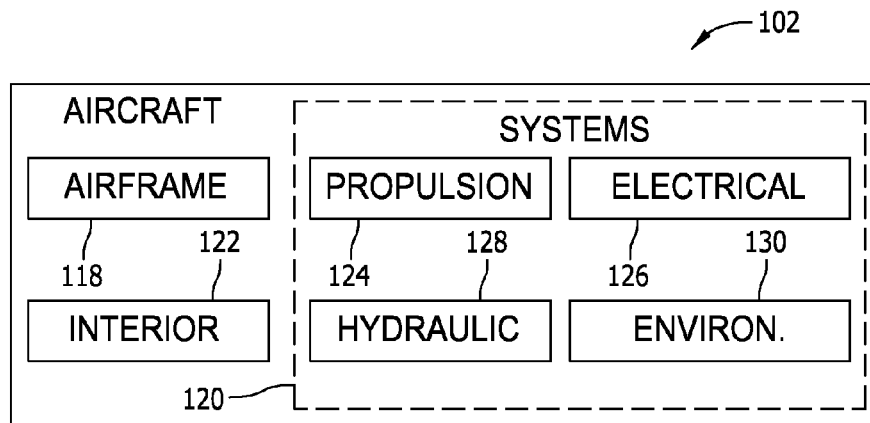 102
AIRCRAFT
SYSTEMS
AIRFRAME
PROPULSION
ELECTRICAL
118
122
124
128
126
130
INTERIOR
HYDRAULIC
ENVIRON.
120